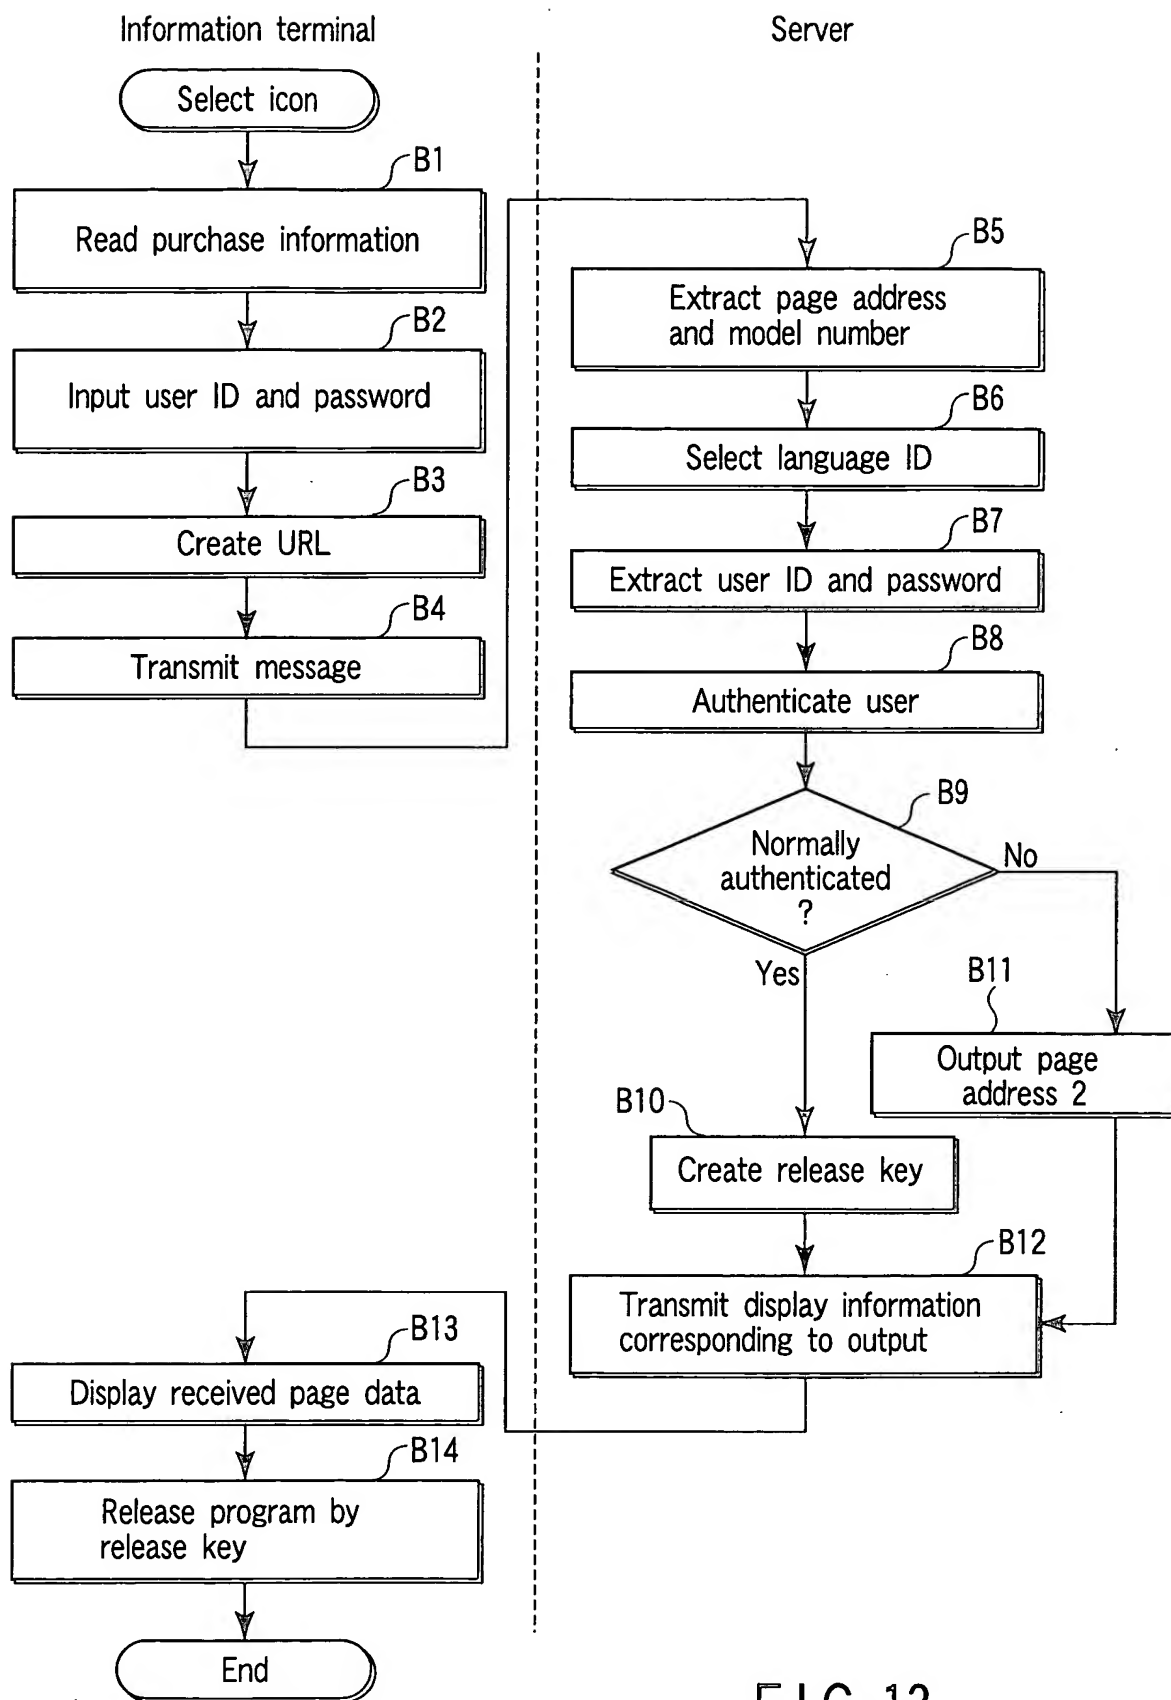 Information terminal
Server
Select icon
B1
Read purchase information
B2
Input user ID and password
B3
Create URL
B4
Transmit message
B5
Extract page address
and model number
B6
Select language ID
B7
Extract user ID and password
B8
Authenticate user
B9
Normally
authenticated
?
No
Yes
B11
Output page
address 2
B10
Create release key
B12
Transmit display information
corresponding to output
B13
Display received page data
B14
Release program by
release key
End